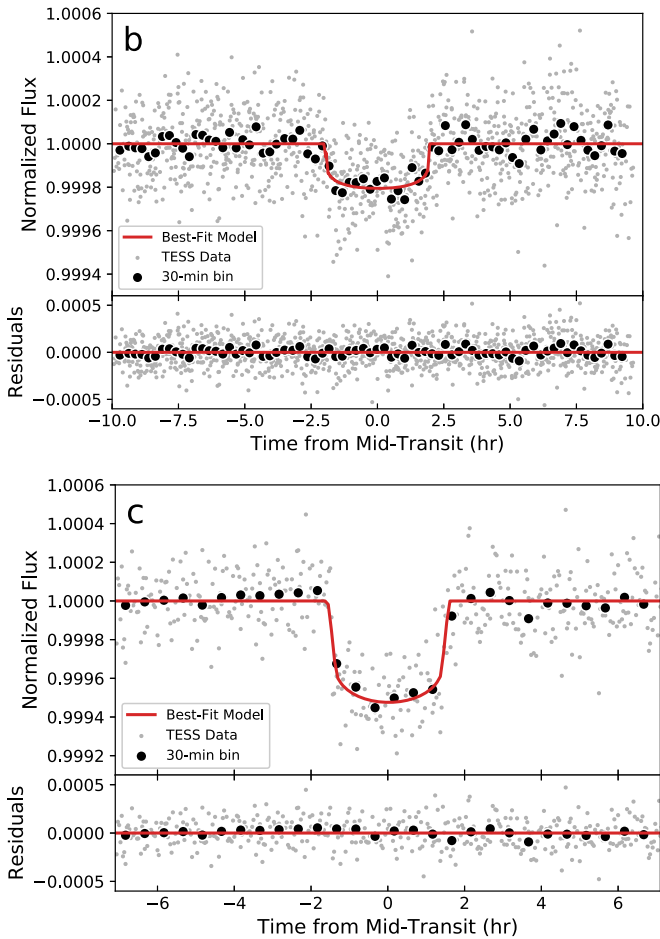 b
1.0006
1.0004
1.0002
1.0000
0.9998
0.9996
0.9994
Normalized Flux
Best-Fit Model
TESS Data
30-min bin
0.0005
0.0000
−0.0005
Residuals
−10.0 −7.5 −5.0 −2.5 0.0 2.5 5.0 7.5 10.0
Time from Mid-Transit (hr)
c
1.0006
1.0004
1.0002
1.0000
0.9998
0.9996
0.9994
0.9992
Normalized Flux
Best-Fit Model
TESS Data
30-min bin
0.0005
0.0000
−0.0005
Residuals
−6 −4 −2 0 2 4 6
Time from Mid-Transit (hr)